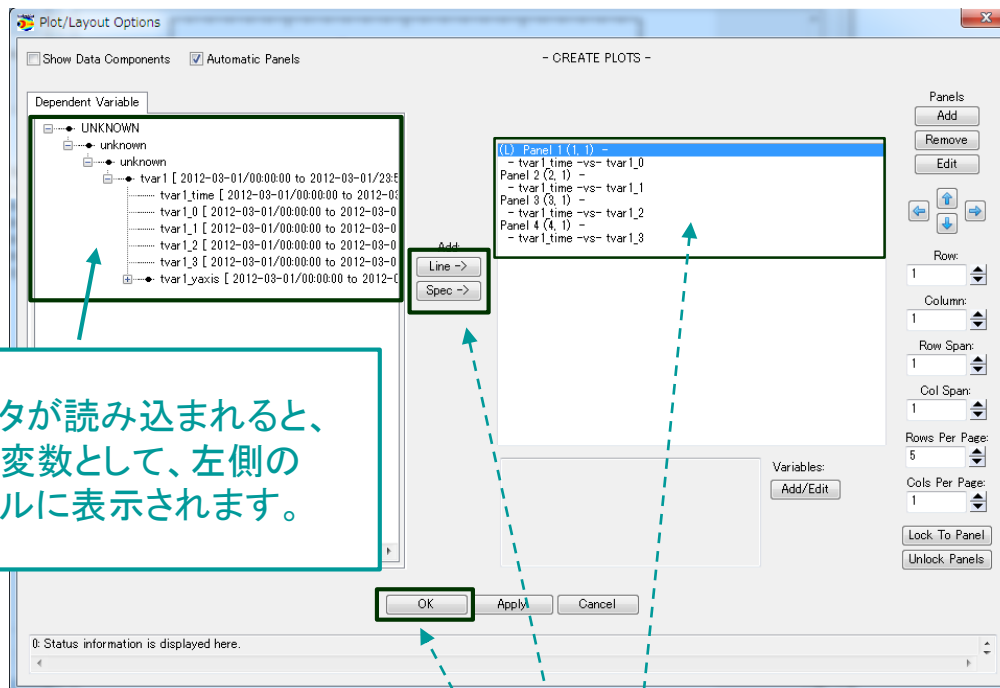 Plot/Layout Options
Show Data Components
Automatic Panels
- CREATE PLOTS -
Dependent Variable
UNKNOWN
unknown
unknown
tvar1 [ 2012-03-01/00:00:00 to 2012-03-01/23:5
tvar1_time [ 2012-03-01/00:00:00 to 2012-03
tvar1_0 [ 2012-03-01/00:00:00 to 2012-03-0
tvar1_1 [ 2012-03-01/00:00:00 to 2012-03-0
tvar1_2 [ 2012-03-01/00:00:00 to 2012-03-0
tvar1_3 [ 2012-03-01/00:00:00 to 2012-03-0
tvar1_yaxis [ 2012-03-01/00:00:00 to 2012-0
Add:
Line ->
Spec ->
(L) Panel 1 (1, 1) -
- tvar1_time -vs- tvar1_0
Panel 2 (2, 1) -
- tvar1_time -vs- tvar1_1
Panel 3 (3, 1) -
- tvar1_time -vs- tvar1_2
Panel 4 (4, 1) -
- tvar1_time -vs- tvar1_3
Panels
Add
Remove
Edit
Row:
1
Column:
1
Row Span:
1
Col Span:
1
Rows Per Page:
5
Cols Per Page:
1
Lock To Panel
Unlock Panels
Variables:
Add/Edit
タが読み込まれると、
変数として、左側の
ルに表示されます。
OK
Apply
Cancel
0: Status information is displayed here.